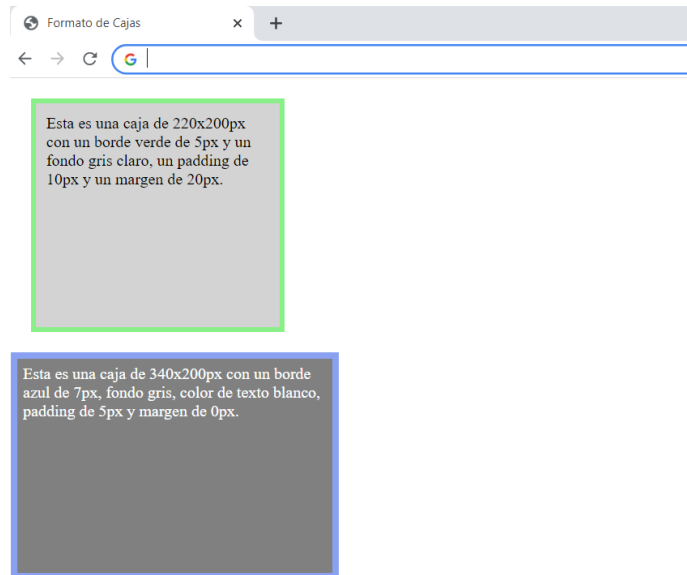 Formato de Cajas
Esta es una caja de 220x200px
con un borde verde de 5px y un
fondo gris claro, un padding de
10px y un margen de 20px.
Esta es una caja de 340x200px con un borde
azul de 7px, fondo gris, color de texto blanco,
padding de 5px y margen de 0px.